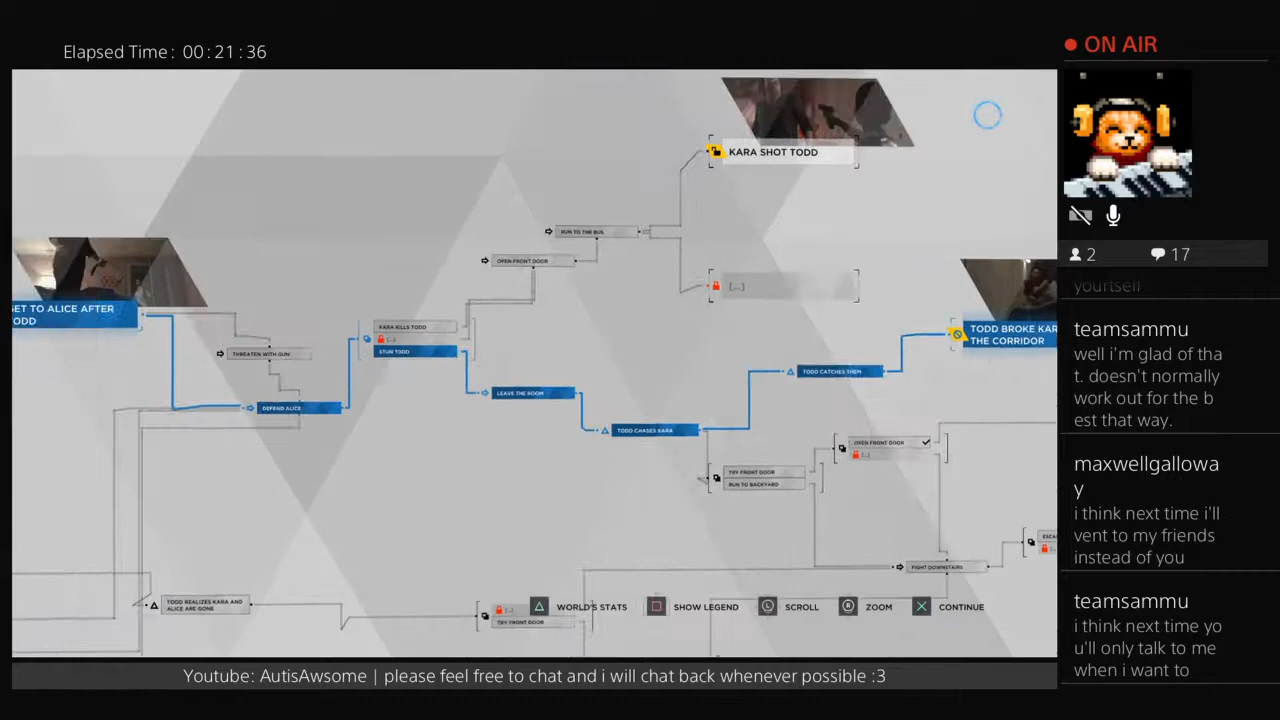 Elapsed Time: 00:21:36
ON AIR
KARA SHOT TODD
RUN TO THE BUS
OPEN FRONT DOOR
[...]
2
17
yourtsell
GET TO ALICE AFTER
ODD
KARA KILLS TODD
[...]
STUN TODD
THREATEN WITH GUN
TODD BROKE KAR
THE CORRIDOR
teamsammu
well i'm glad of tha
t. doesn't normally
work out for the b
est that way.
LEAVE THE ROOM
TODD CATCHES THEM
DEFEND ALICE
TODD CHASES KARA
OPEN FRONT DOOR
[...]
maxwellgallowa
y
i think next time i'll
vent to my friends
instead of you
TRY FRONT DOOR
RUN TO BACKYARD
FIGHT DOWNSTAIRS
ESCA
TODD REALIZES KARA AND
ALICE ARE GONE
[...]
TRY FRONT DOOR
WORLD'S STATS
SHOW LEGEND
L
SCROLL
R
ZOOM
CONTINUE
teamsammu
i think next time yo
u'll only talk to me
when i want to
Youtube: AutisAwsome | please feel free to chat and i will chat back whenever possible :3